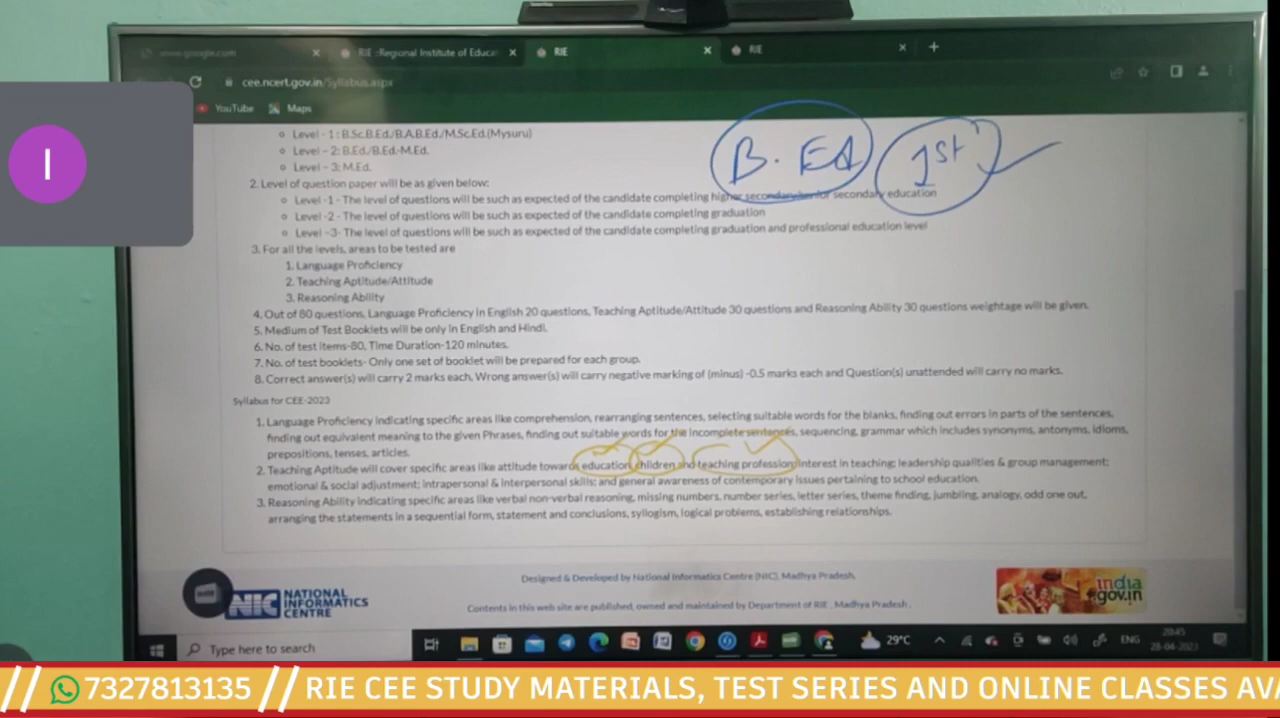 www.google.com
RIE :Regional Institute of Educa
RIE
RIE
cee.ncert.gov.in/Syllabus.aspx
YouTube
Maps
I
Level - 1 : B.Sc.B.Ed./B.A.B.Ed./M.Sc.Ed.(Mysuru)
Level - 2: B.Ed./B.Ed.-M.Ed.
Level - 3: M.Ed.
B. Ed 1st
2. Level of question paper will be as given below:
Level -1 - The level of questions will be such as expected of the candidate completing higher secondary/senior secondary education
Level -2 - The level of questions will be such as expected of the candidate completing graduation
Level -3- The level of questions will be such as expected of the candidate completing graduation and professional education level
3. For all the levels, areas to be tested are
1. Language Proficiency
2. Teaching Aptitude/Attitude
3. Reasoning Ability
4. Out of 80 questions, Language Proficiency in English 20 questions, Teaching Aptitude/Attitude 30 questions and Reasoning Ability 30 questions weightage will be given.
5. Medium of Test Booklets will be only in English and Hindi.
6. No. of test items-80, Time Duration-120 minutes.
7. No. of test booklets- Only one set of booklet will be prepared for each group.
8. Correct answer(s) will carry 2 marks each, Wrong answer(s) will carry negative marking of (minus) -0.5 marks each and Question(s) unattended will carry no marks.
Syllabus for CEE-2023
1. Language Proficiency indicating specific areas like comprehension, rearranging sentences, selecting suitable words for the blanks, finding out errors in parts of the sentences,
finding out equivalent meaning to the given Phrases, finding out suitable words for the incomplete sentences, sequencing, grammar which includes synonyms, antonyms, idioms,
prepositions, tenses, articles.
2. Teaching Aptitude will cover specific areas like attitude towards education, children and teaching profession; interest in teaching; leadership qualities & group management;
emotional & social adjustment; intrapersonal & interpersonal skills; and general awareness of contemporary issues pertaining to school education.
3. Reasoning Ability indicating specific areas like verbal non-verbal reasoning, missing numbers, number series, letter series, theme finding, jumbling, analogy, odd one out,
arranging the statements in a sequential form, statement and conclusions, syllogism, logical problems, establishing relationships.
Designed & Developed by National Informatics Centre (NIC), Madhya Pradesh.
NIC NATIONAL
INFORMATICS
CENTRE
Contents in this web site are published, owned and maintained by Department of RIE , Madhya Pradesh .
india
gov.in
Type here to search
29°C
ENG
20:45
28-04-2023
// 7327813135 // RIE CEE STUDY MATERIALS, TEST SERIES AND ONLINE CLASSES AVA